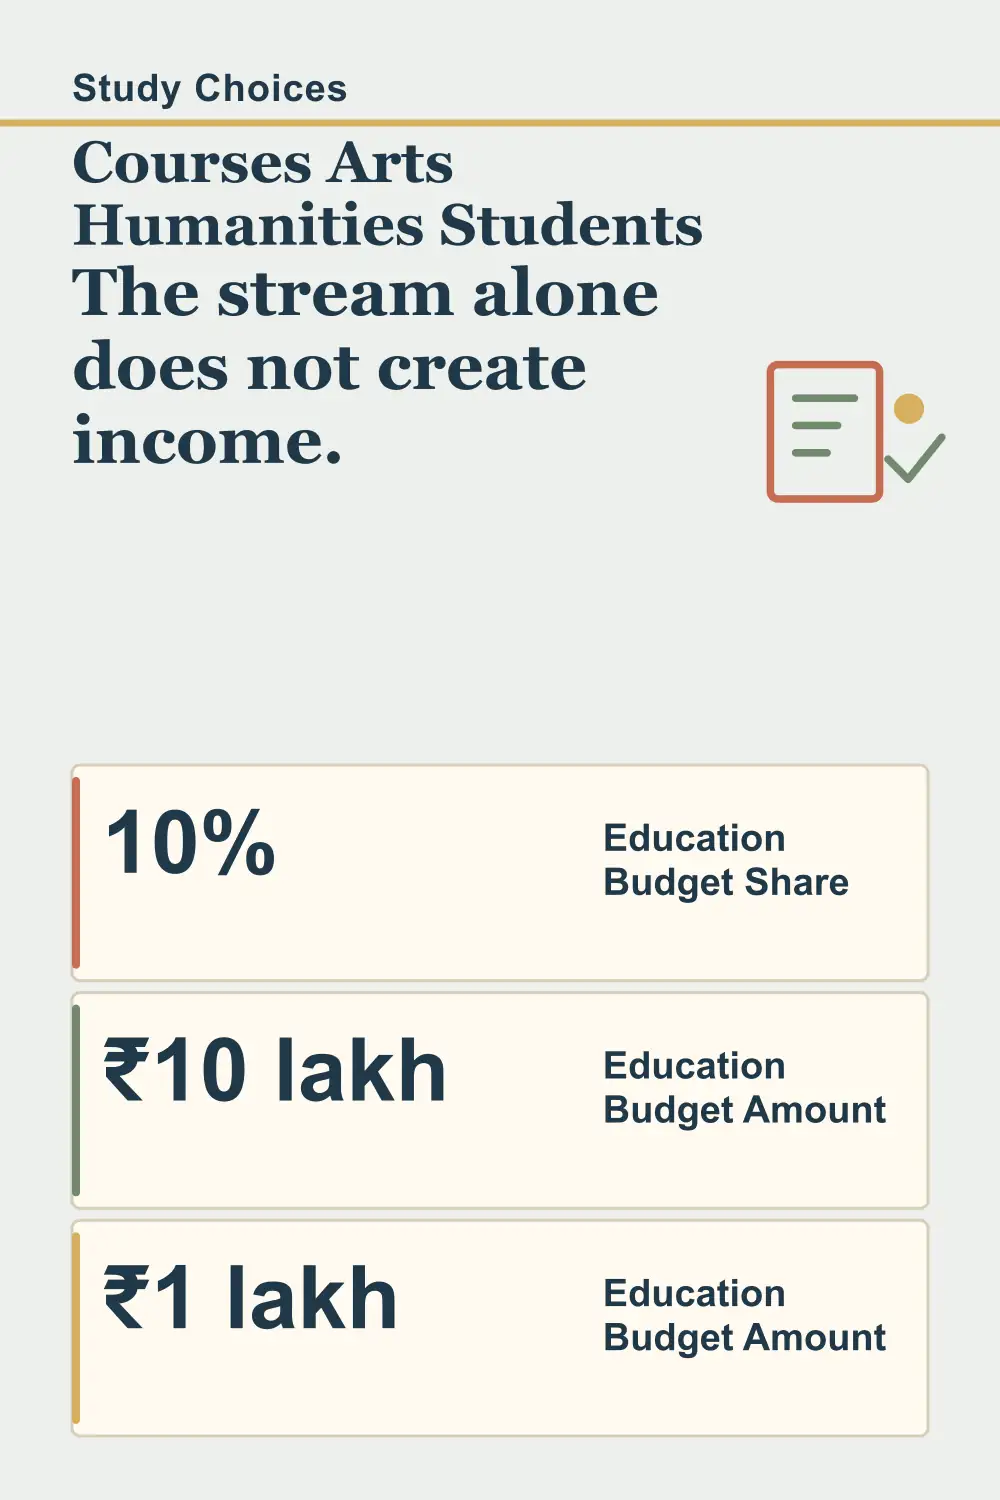 Study Choices
Courses Arts
Humanities Students
The stream alone
does not create
income.
10%
Education
Budget Share
₹10 lakh
Education
Budget Amount
₹1 lakh
Education
Budget Amount